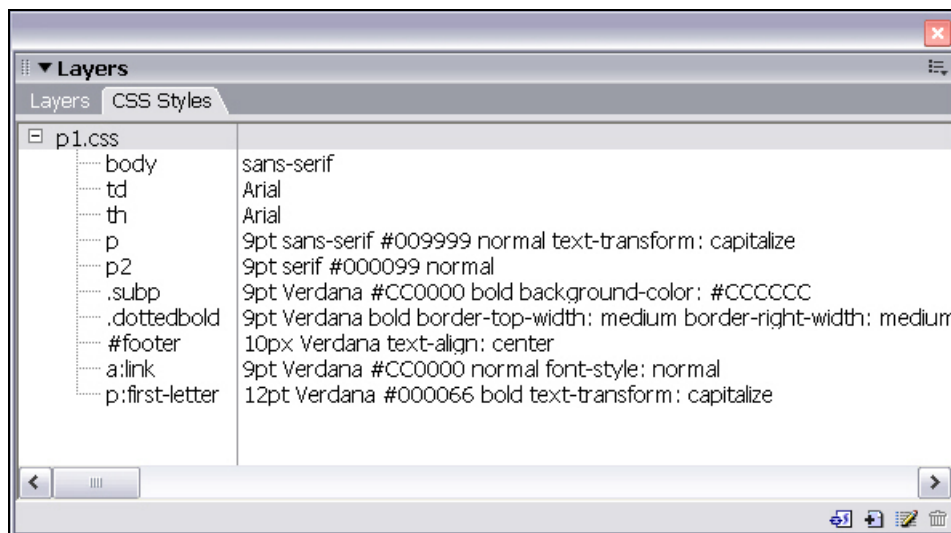 Layers
Layers CSS Styles
p1.css
body sans-serif
td Arial
th Arial
p 9pt sans-serif #009999 normal text-transform: capitalize
p2 9pt serif #000099 normal
.subp 9pt Verdana #CC0000 bold background-color: #CCCCCC
.dottedbold 9pt Verdana bold border-top-width: medium border-right-width: medium
#footer 10px Verdana text-align: center
a:link 9pt Verdana #CC0000 normal font-style: normal
p:first-letter 12pt Verdana #000066 bold text-transform: capitalize